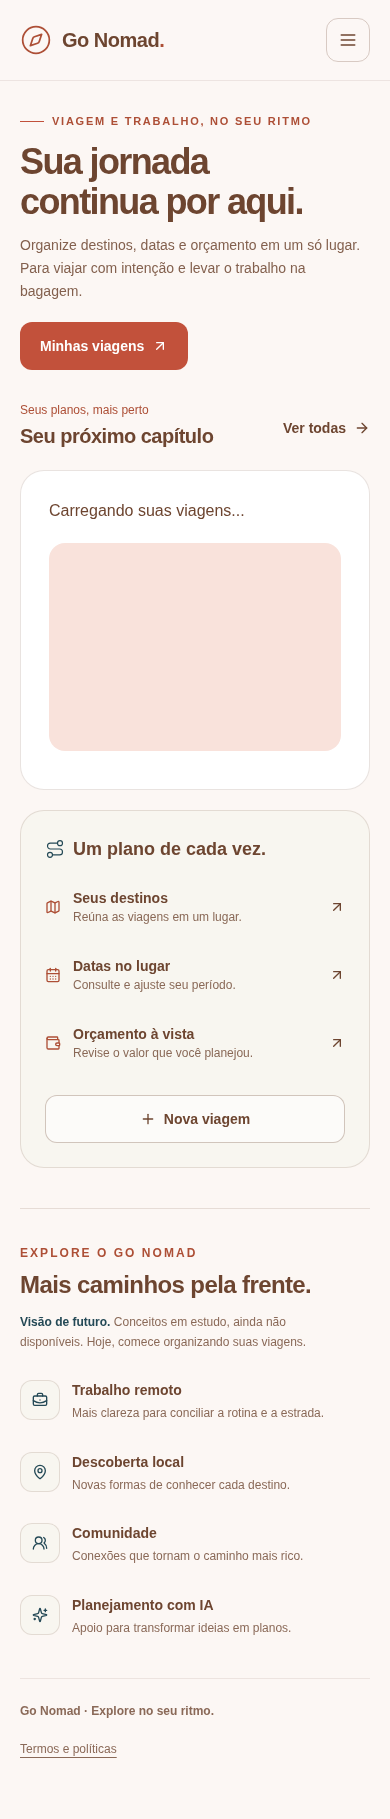 Go Nomad.
VIAGEM E TRABALHO, NO SEU RITMO
Sua jornada
continua por aqui.
Organize destinos, datas e orçamento em um só lugar.
Para viajar com intenção e levar o trabalho na
bagagem.
Minhas viagens
Seus planos, mais perto
Seu próximo capítulo
Ver todas
Carregando suas viagens...
Um plano de cada vez.
Seus destinos
Reúna as viagens em um lugar.
Datas no lugar
Consulte e ajuste seu período.
Orçamento à vista
Revise o valor que você planejou.
Nova viagem
EXPLORE O GO NOMAD
Mais caminhos pela frente.
Visão de futuro. Conceitos em estudo, ainda não
disponíveis. Hoje, comece organizando suas viagens.
Trabalho remoto
Mais clareza para conciliar a rotina e a estrada.
Descoberta local
Novas formas de conhecer cada destino.
Comunidade
Conexões que tornam o caminho mais rico.
Planejamento com IA
Apoio para transformar ideias em planos.
Go Nomad · Explore no seu ritmo.
Termos e políticas